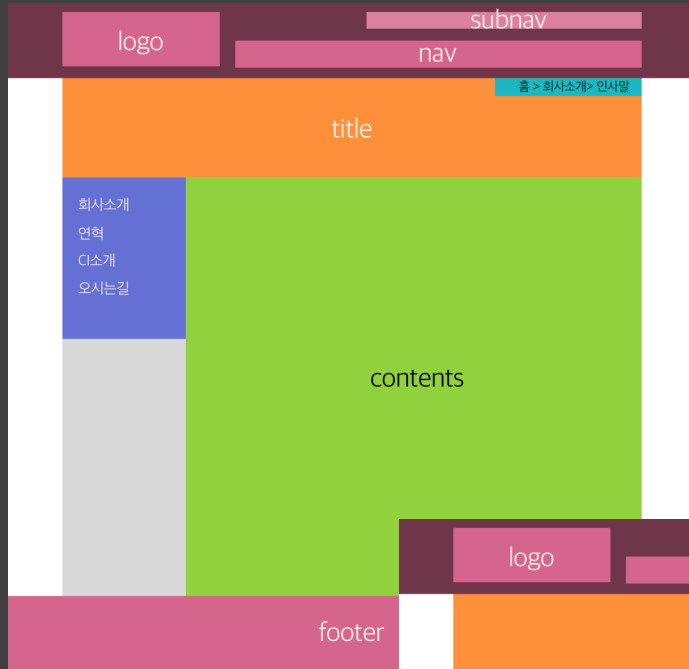 subnav
logo
nav
홈 > 회사소개> 인사말
title
회사소개
연혁
CI소개
오시는길
contents
logo
footer